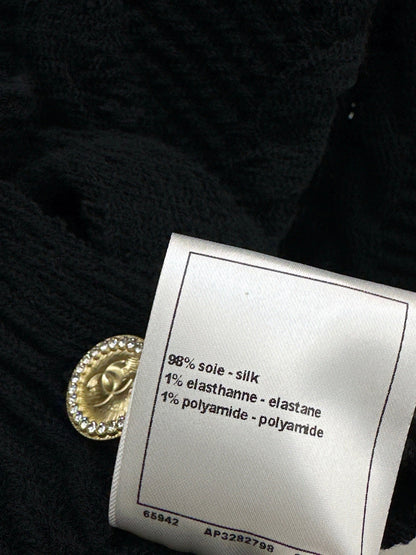 98% soie - silk
1% elasthanne - elastane
1% polyamide - polyamide
65942 AP3282798